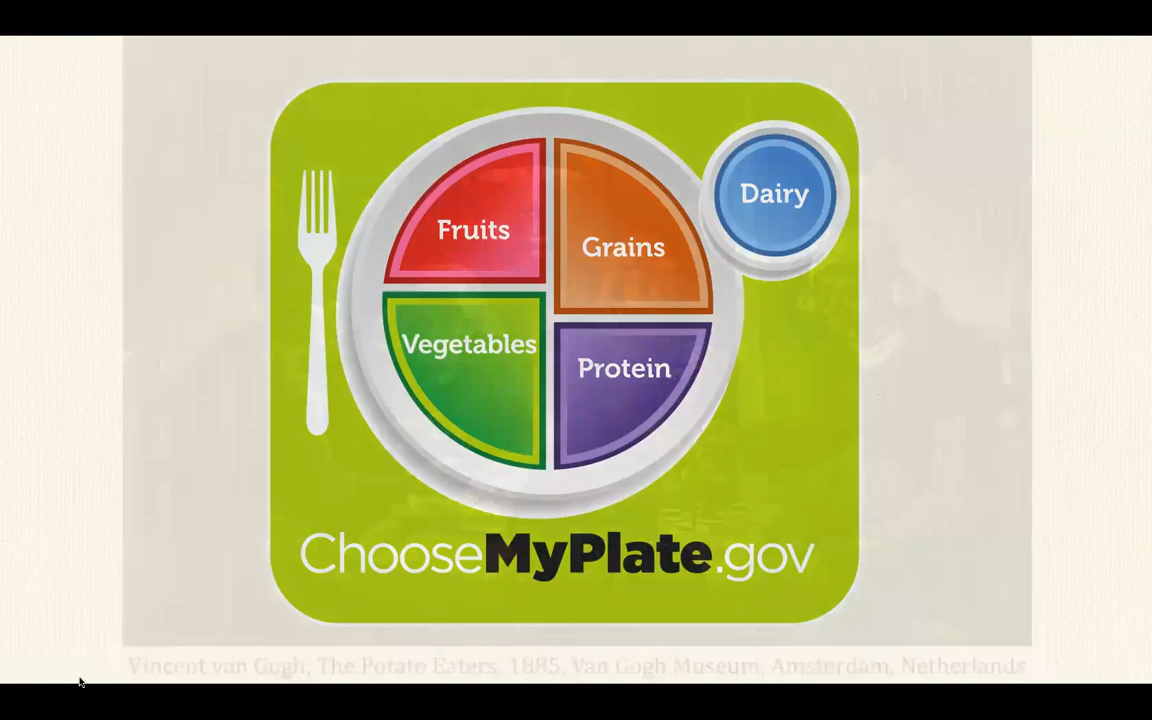 Fruits
Grains
Dairy
Vegetables
Protein
ChooseMyPlate.gov
Vincent van Gogh, The Potato Eaters, 1885, Van Gogh Museum, Amsterdam, Netherlands